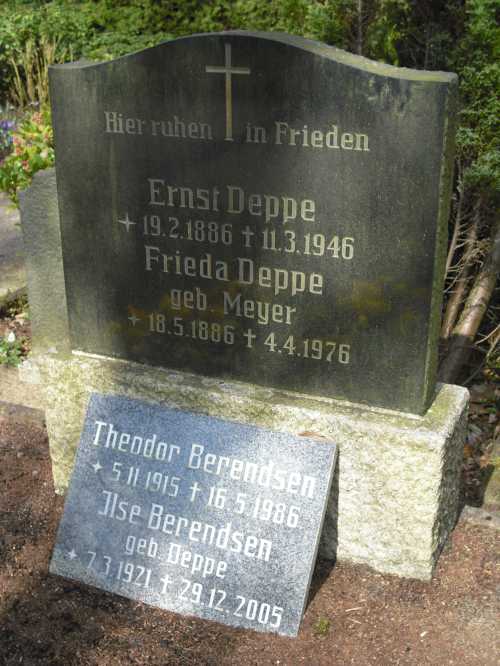 Hier ruhen in Frieden
Ernst Deppe
* 19.2.1886 † 11.3.1946
Frieda Deppe
geb. Meyer
* 18.5.1886 † 4.4.1976
Theodor Berendsen
* 5.11.1915 † 16.5.1986
Ilse Berendsen
geb. Deppe
* 7.3.1921 † 29.12.2005